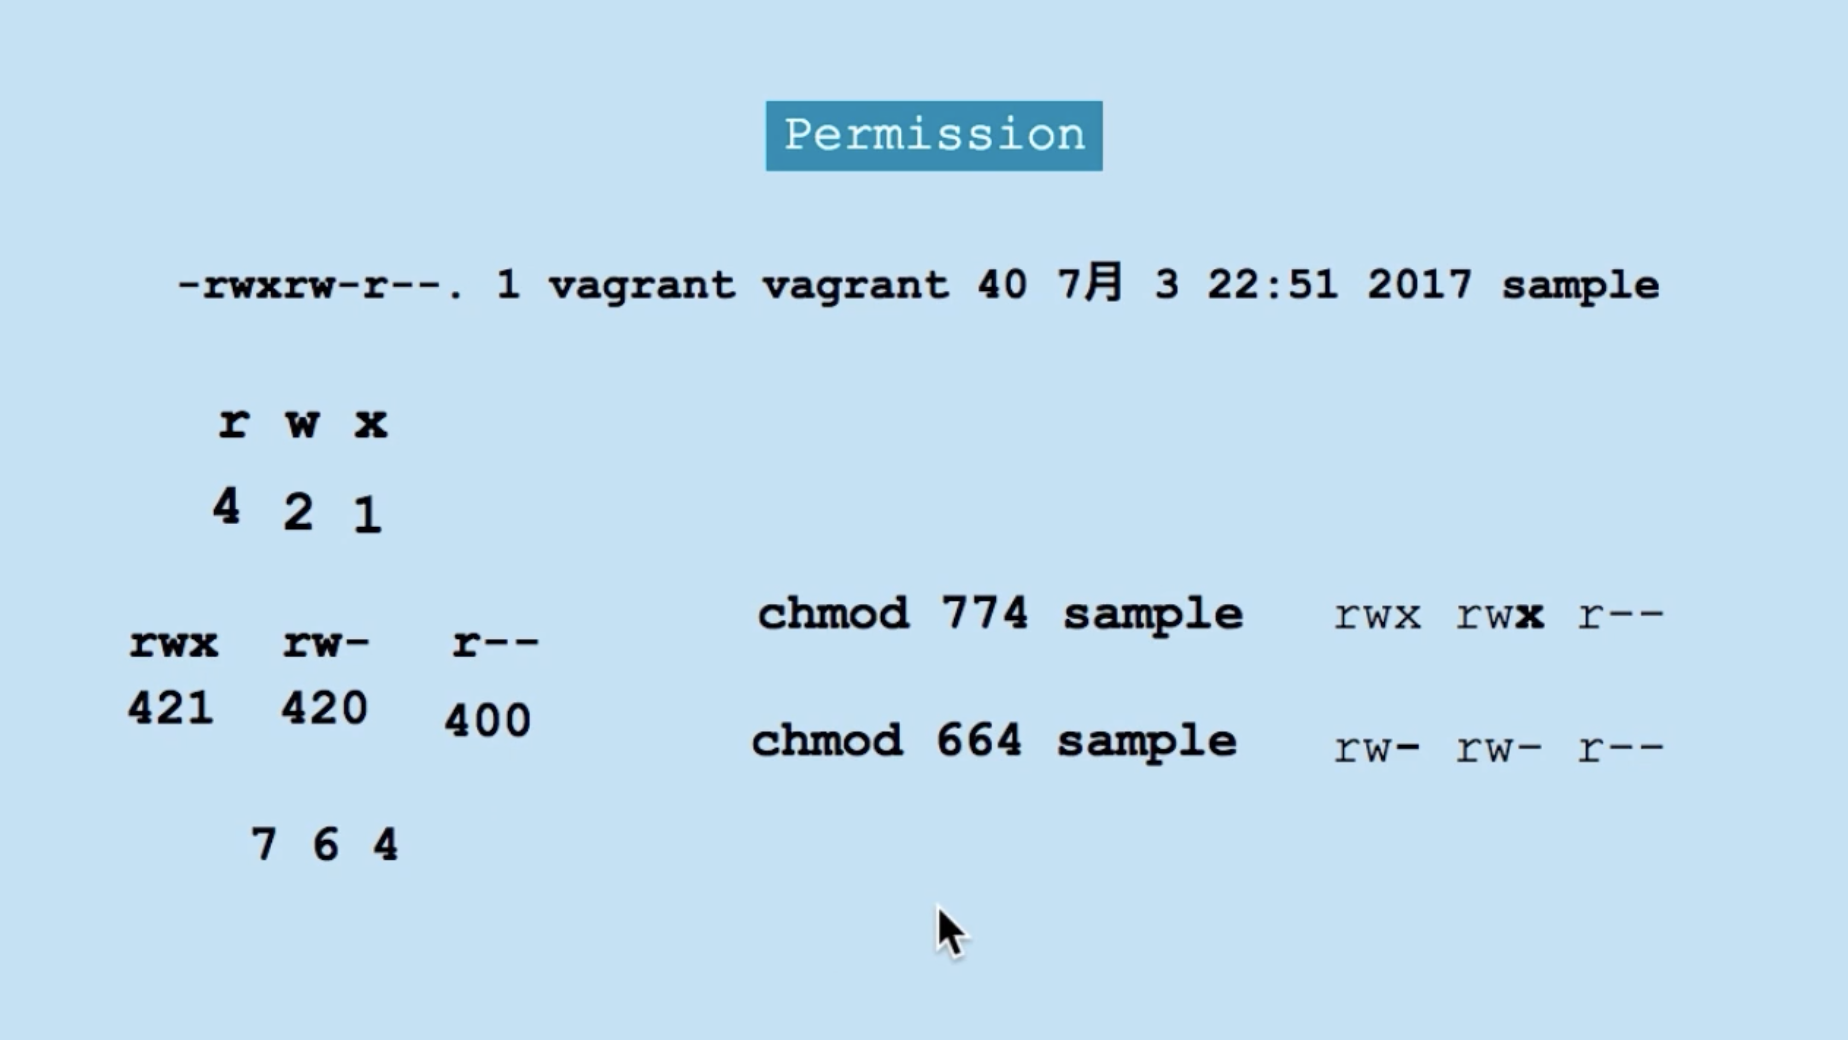 Permission
-rwxrw-r--. 1 vagrant vagrant 40 7月 3 22:51 2017 sample
r w x
4 2 1
rwx rw- r--
421 420 400
7 6 4
chmod 774 sample rwx rwx r--
chmod 664 sample rw- rw- r--